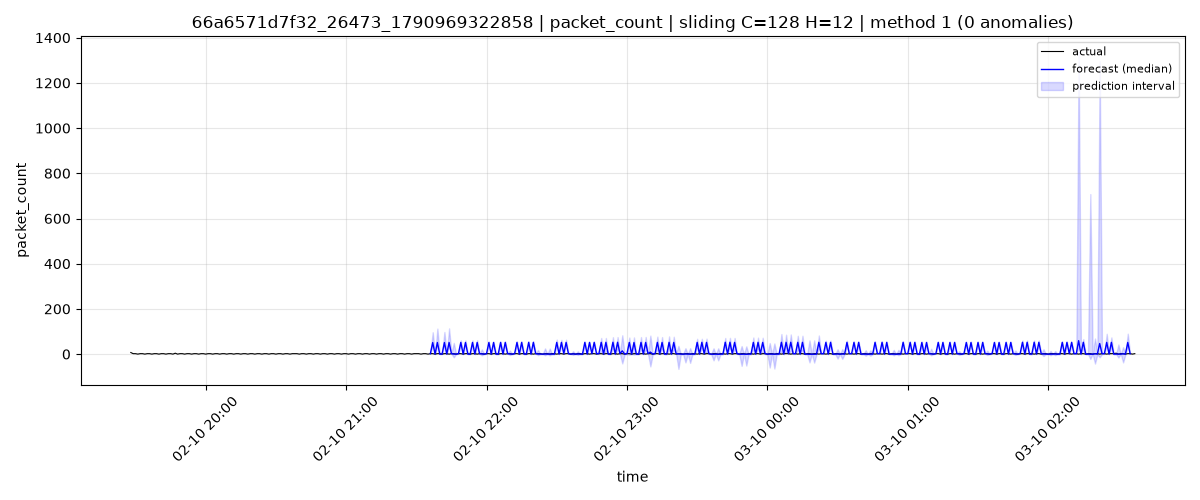 66a6571d7f32_26473_1790969322858 | packet_count | sliding C=128 H=12 | method 1 (0 anomalies)
actual
forecast (median)
prediction interval
1400
1200
1000
800
600
400
200
0
packet_count
02-10 20:00
02-10 21:00
02-10 22:00
02-10 23:00
03-10 00:00
03-10 01:00
03-10 02:00
time